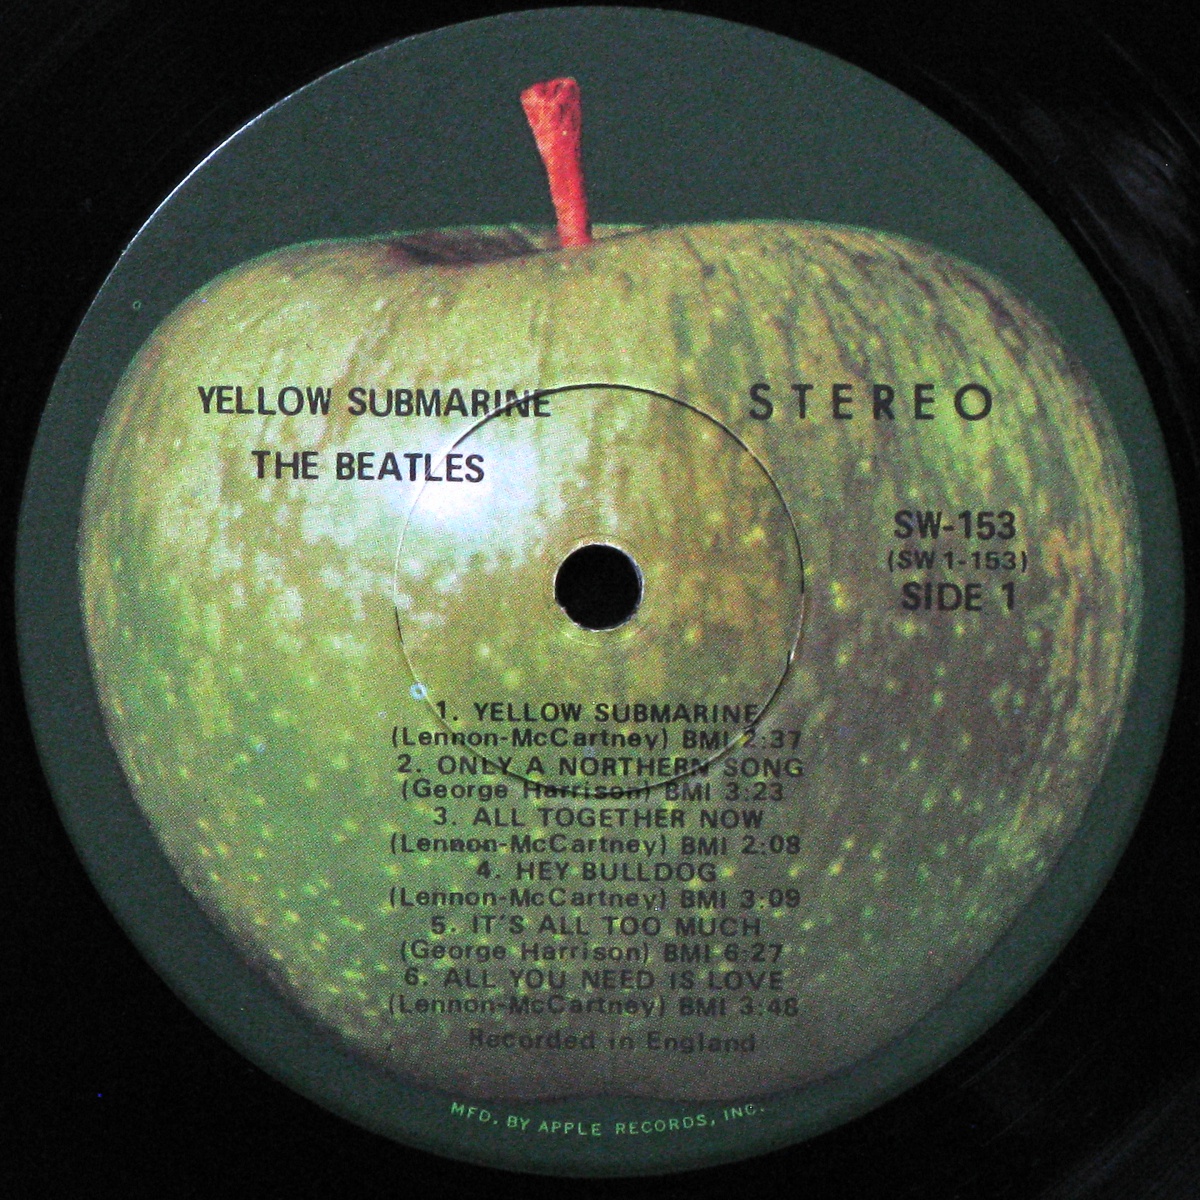 YELLOW SUBMARINE
THE BEATLES
STEREO
SW-153
(SW 1-153)
SIDE 1
1. YELLOW SUBMARINE
(Lennon-McCartney) BMI 2:37
2. ONLY A NORTHERN SONG
(George Harrison) BMI 3:23
3. ALL TOGETHER NOW
(Lennon-McCartney) BMI 2:08
4. HEY BULLDOG
(Lennon-McCartney) BMI 3:09
5. IT'S ALL TOO MUCH
(George Harrison) BMI 6:27
6. ALL YOU NEED IS LOVE
(Lennon-McCartney) BMI 3:48
Recorded in England
MFD. BY APPLE RECORDS, INC.